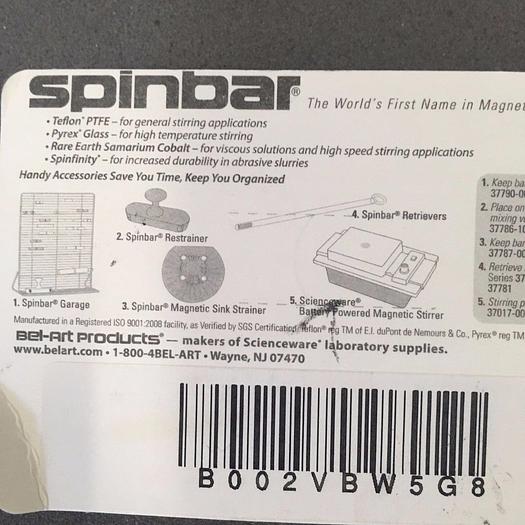 spinbar® The World's First Name in Magnet
• Teflon® PTFE – for general stirring applications
• Pyrex® Glass – for high temperature stirring
• Rare Earth Samarium Cobalt – for viscous solutions and high speed stirring applications
• Spinfinity® – for increased durability in abrasive slurries
Handy Accessories Save You Time, Keep You Organized
1. Spinbar® Garage
2. Spinbar® Restrainer
3. Spinbar® Magnetic Sink Strainer
4. Spinbar® Retrievers
5. Scienceware®
Battery Powered Magnetic Stirrer
1. Keep ba
37790-0
2. Place on
mixing v
37786-10
3. Keep bar
37787-00
4. Retrieve
Series 37
37781
5. Stirring p
37017-00
Manufactured in a Registered ISO 9001:2008 facility, as Verified by SGS Certification. Teflon® reg TM of E.I. duPont de Nemours & Co., Pyrex® reg TM
Bel-Art Products® — makers of Scienceware® laboratory supplies.
www.belart.com • 1-800-4BEL-ART • Wayne, NJ 07470
B002VBW5G8